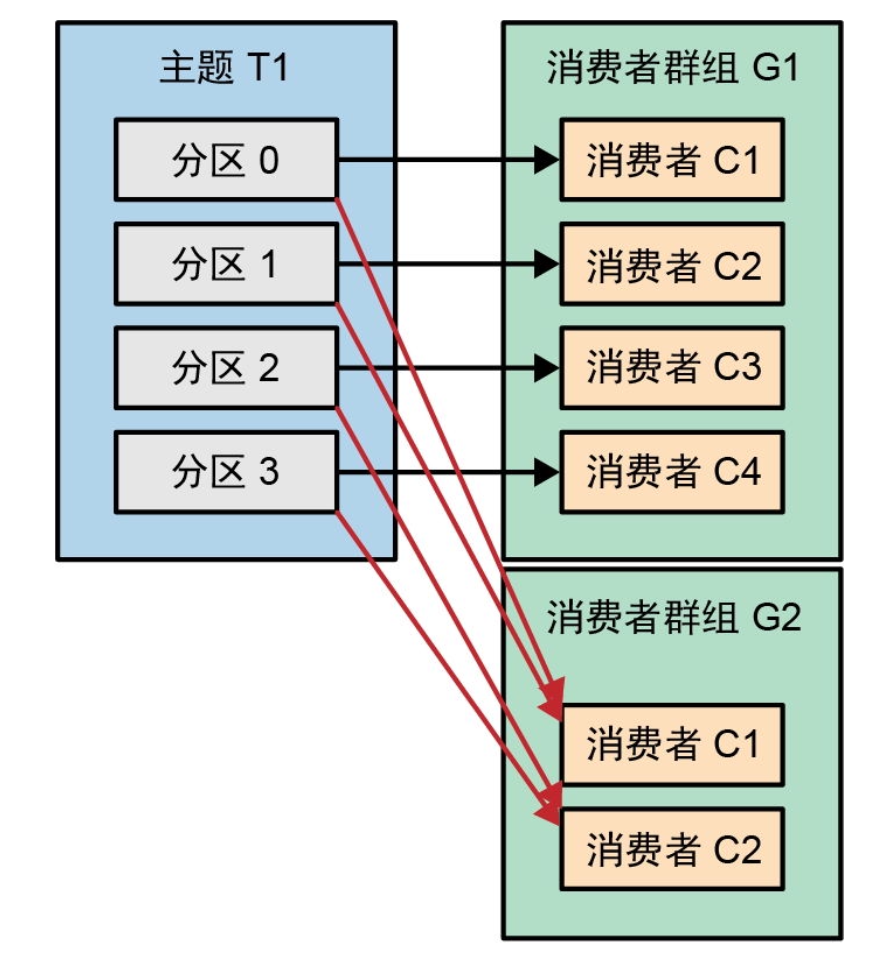 主题 T1
分区 0
分区 1
分区 2
分区 3
消费者群组 G1
消费者 C1
消费者 C2
消费者 C3
消费者 C4
消费者群组 G2
消费者 C1
消费者 C2